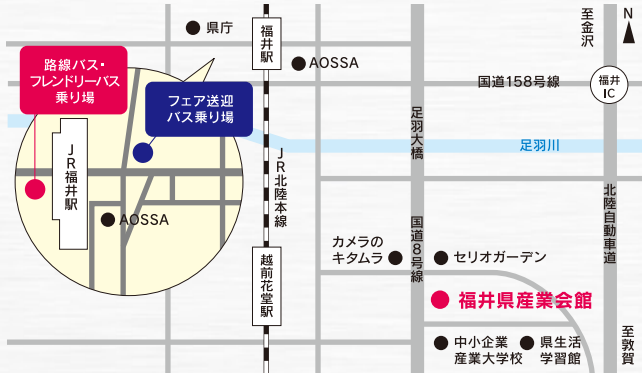 県庁
福井駅
AOSSA
至金沢
N
路線バス・
フレンドリーバス
乗り場
フェア送迎
バス乗り場
国道158号線
福井
IC
足羽大橋
足羽川
JR福井駅
AOSSA
JR北陸本線
北陸自動車道
越前花堂駅
国道8号線
カメラの
キタムラ
セリオガーデン
福井県産業会館
中小企業
産業大学校
県生活
学習館
至敦賀